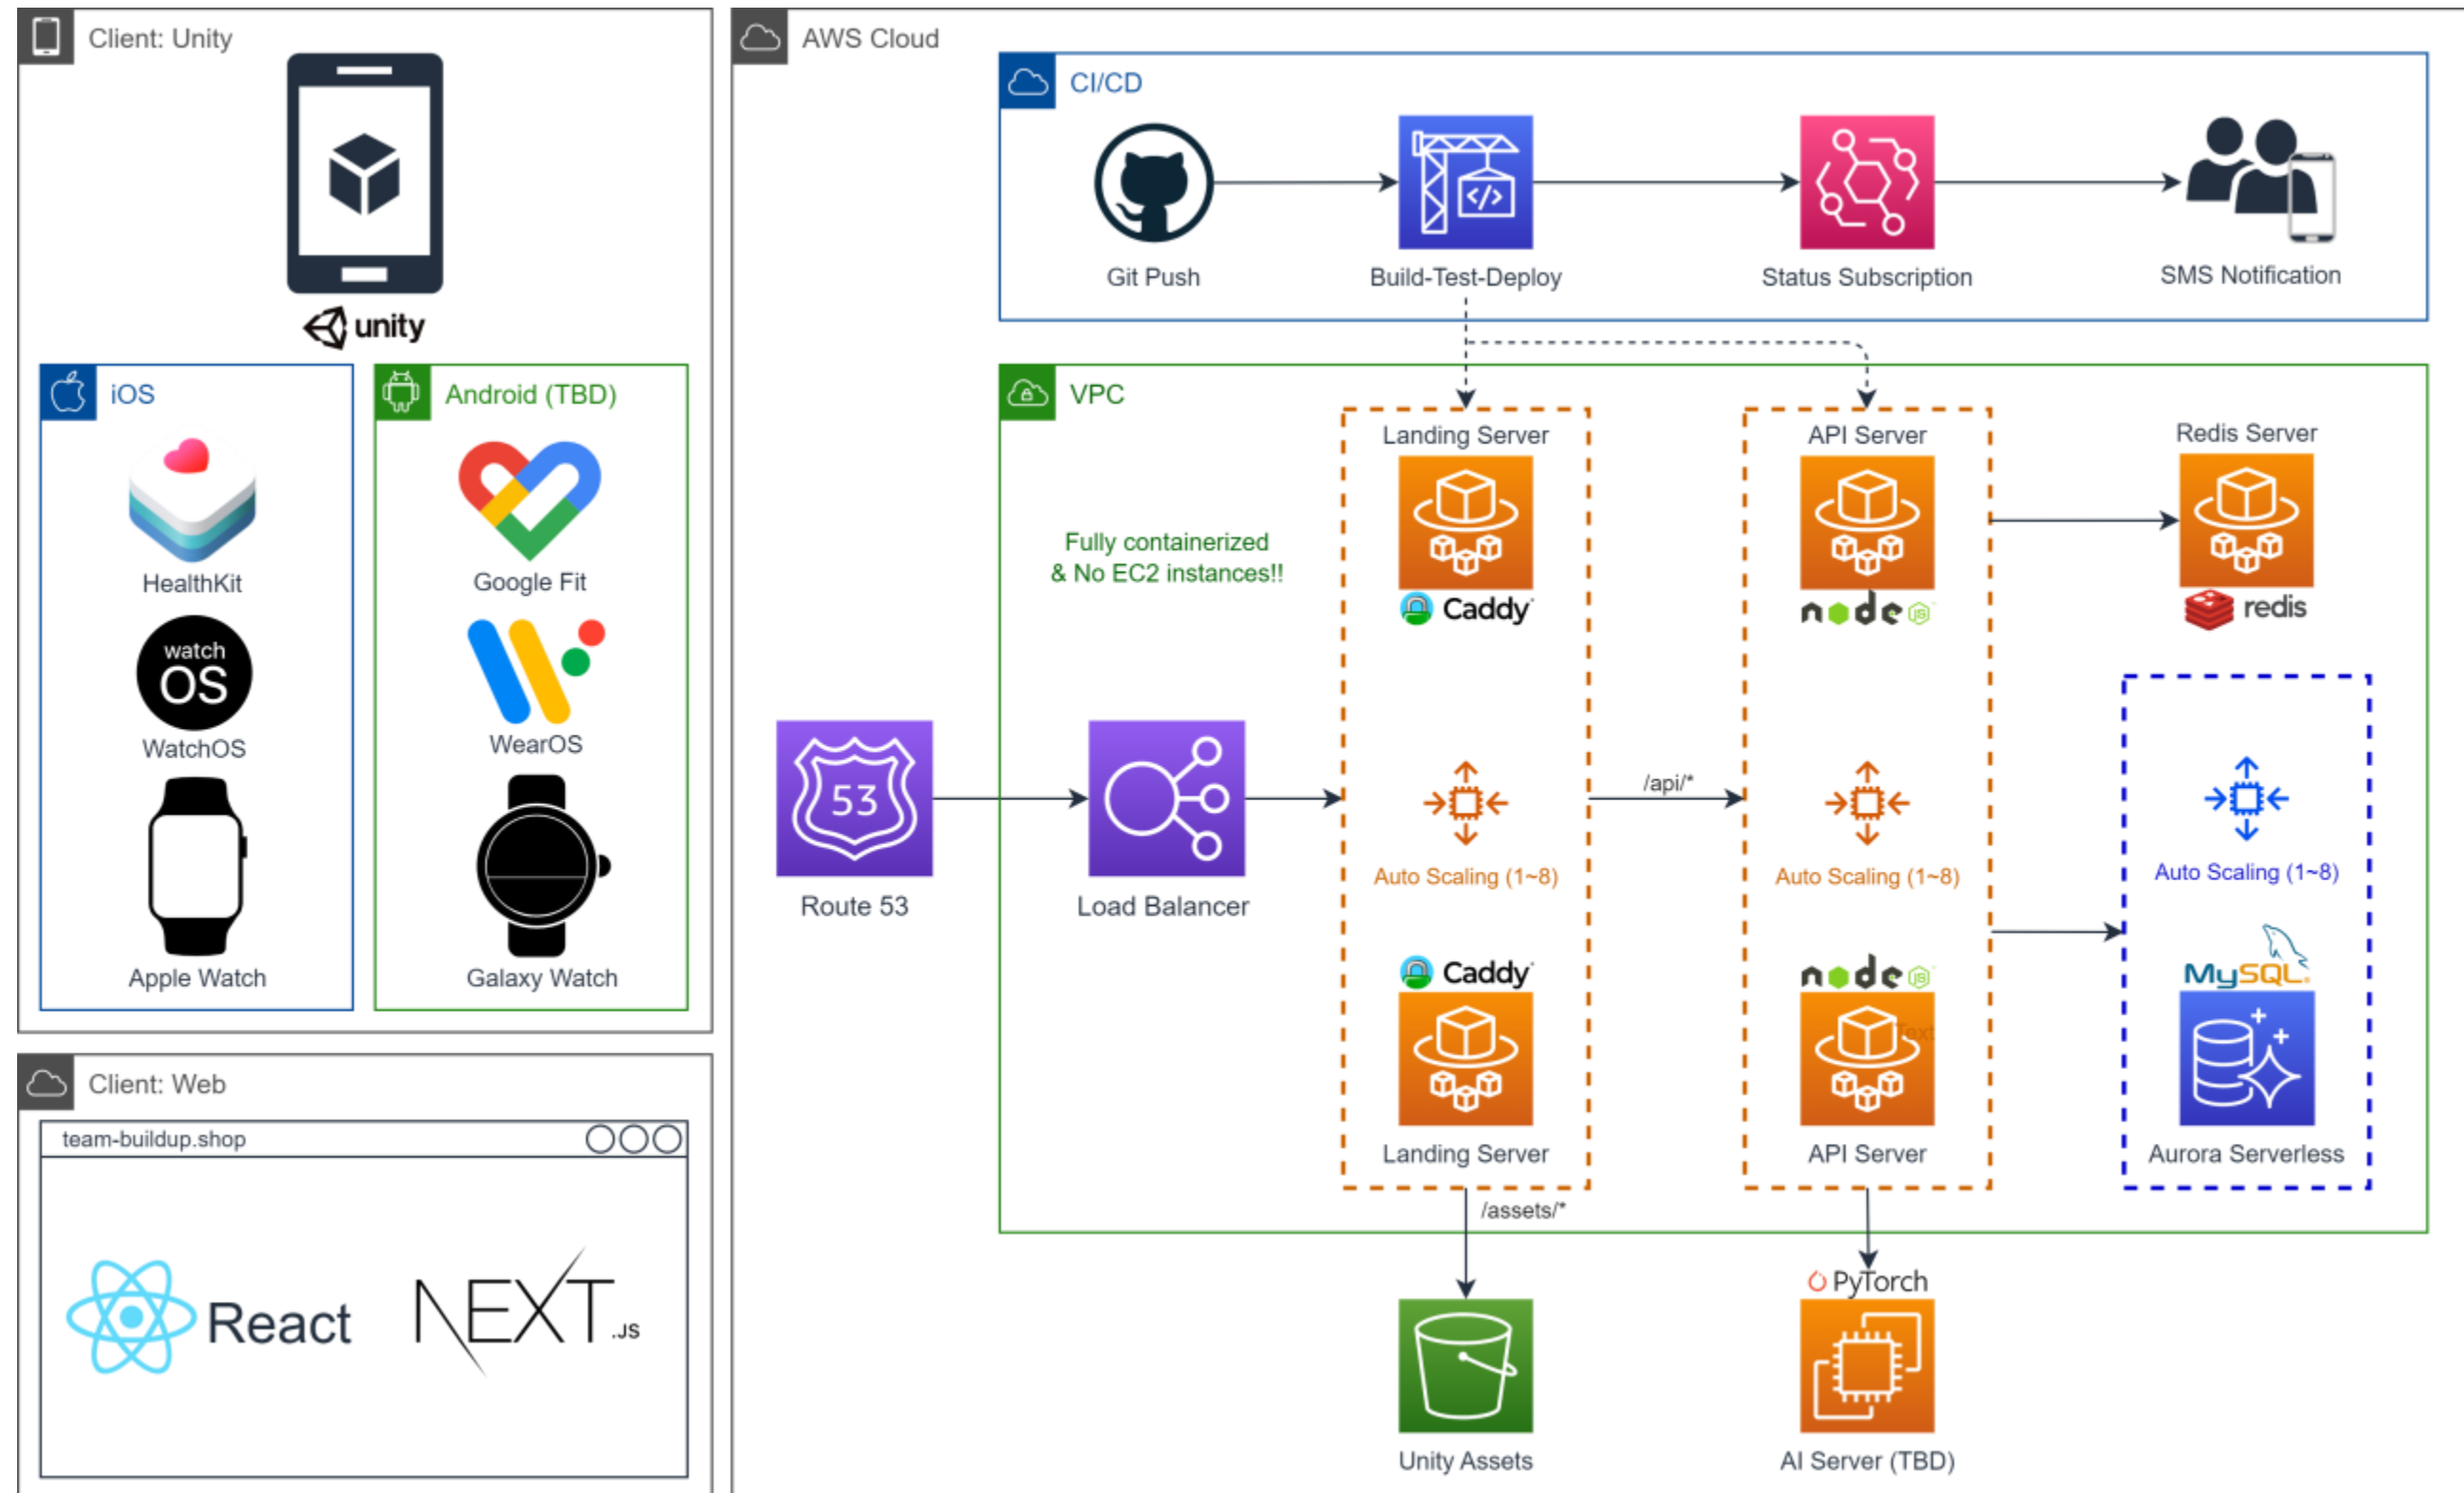 Client: Unity
unity
iOS
HealthKit
watch
OS
WatchOS
Apple Watch
Android (TBD)
Google Fit
WearOS
Galaxy Watch
Client: Web
team-buildup.shop
React
NEXT.JS
AWS Cloud
CI/CD
Git Push
Build-Test-Deploy
Status Subscription
SMS Notification
VPC
Fully containerized
& No EC2 instances!!
53
Route 53
Load Balancer
Landing Server
Caddy
Auto Scaling (1~8)
Caddy
Landing Server
/api/*
API Server
node JS
Auto Scaling (1~8)
node JS
Text
API Server
Redis Server
redis
Auto Scaling (1~8)
MySQL
Aurora Serverless
/assets/*
Unity Assets
PyTorch
AI Server (TBD)